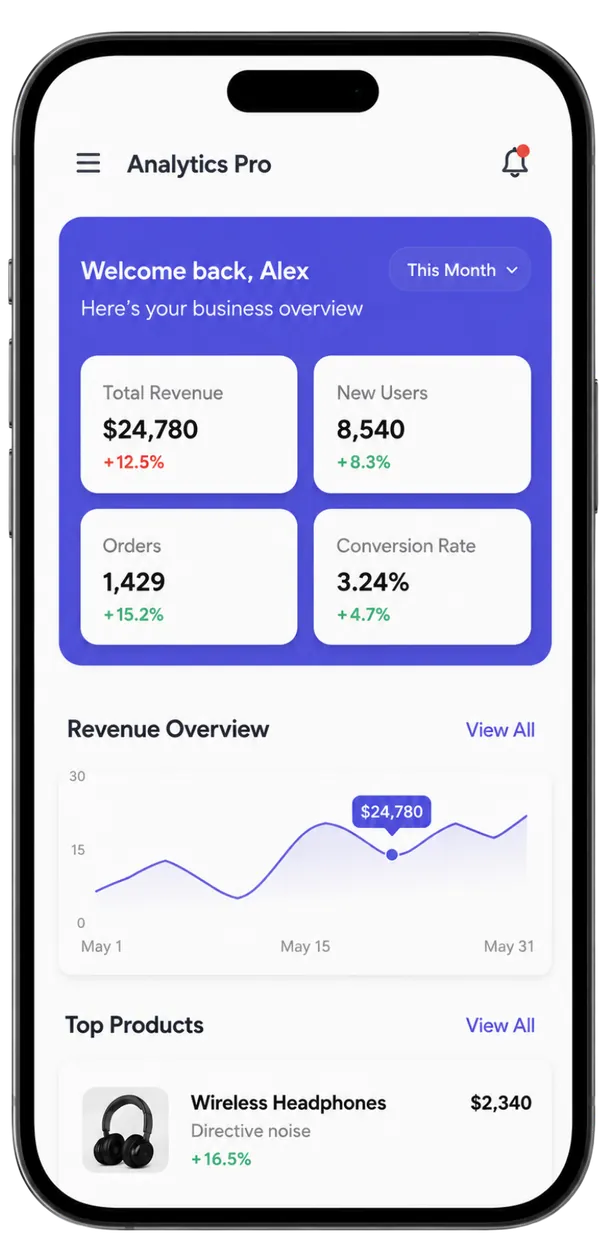 Analytics Pro
Welcome back, Alex
This Month
Here’s your business overview
Total Revenue
$24,780
+12.5%
New Users
8,540
+8.3%
Orders
1,429
+15.2%
Conversion Rate
3.24%
+4.7%
Revenue Overview
View All
30
15
0
$24,780
May 1
May 15
May 31
Top Products
View All
Wireless Headphones
$2,340
Directive noise
+16.5%